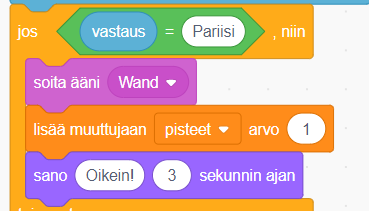 jos vastaus = Pariisi , niin
soita ääni Wand
lisää muuttujaan pisteet arvo 1
sano Oikein! 3 sekunnin ajan